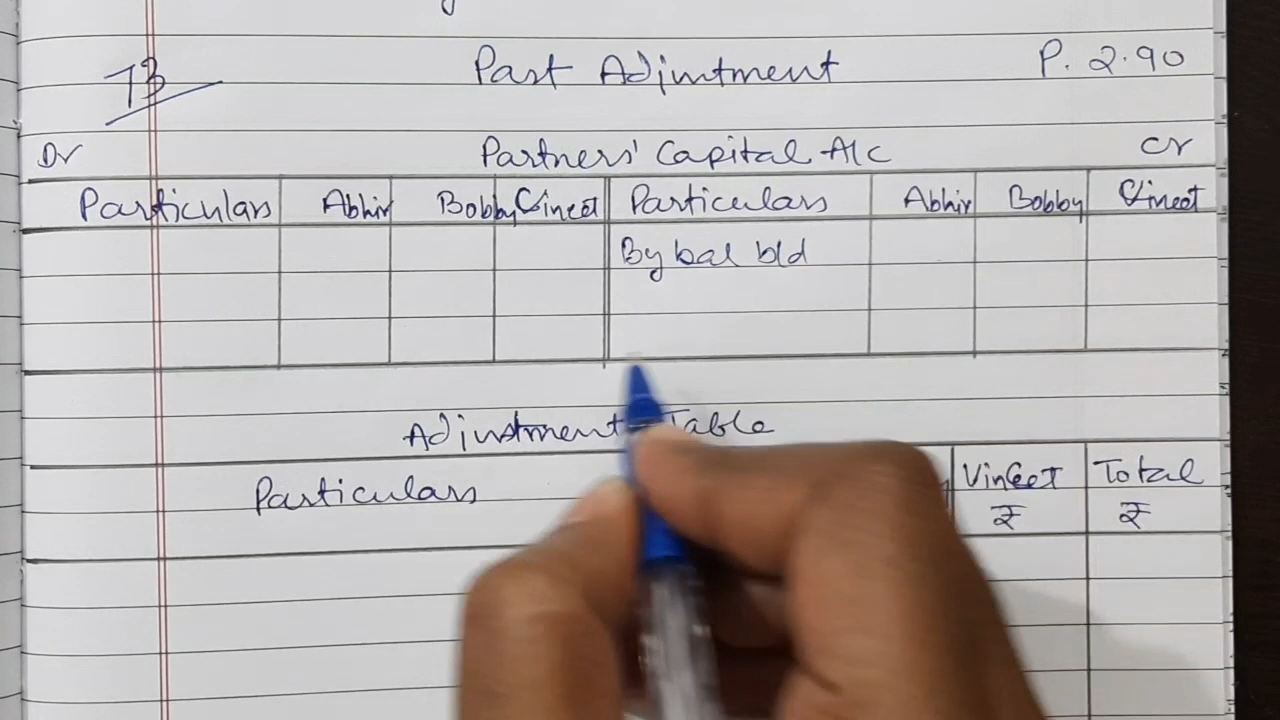 73
Past Adjustment P. 2.90
Dr Partners' Capital A/C Cr
Particulars Abhir Bobby Vineet Particulars Abhir Bobby Vineet
By bal b/d
Adjustment Table
Particulars Vineet Total
₹ ₹